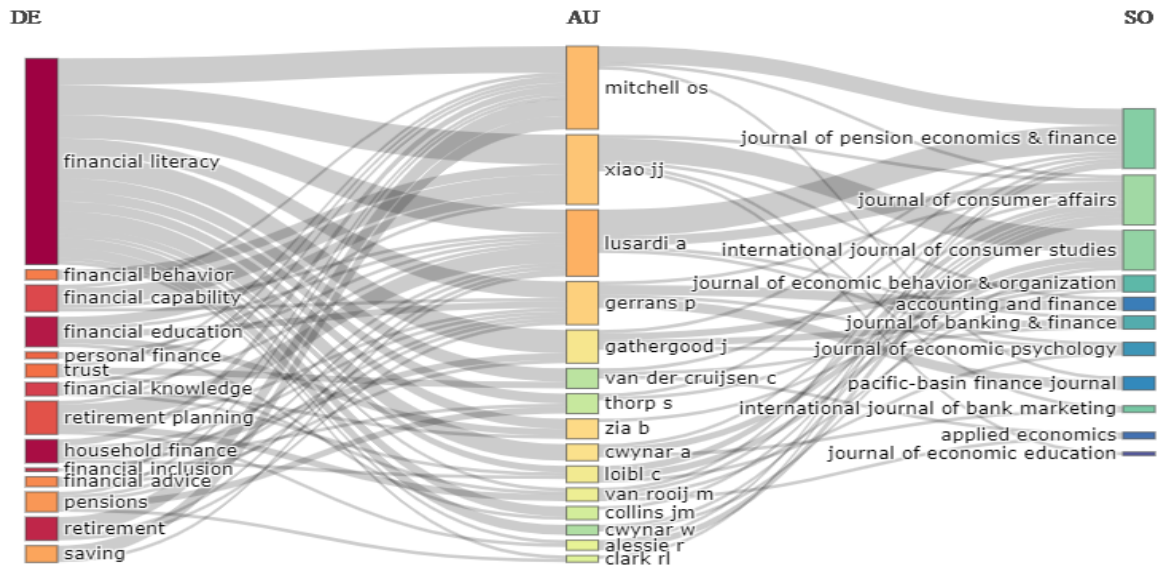 DE
AU
SO
financial literacy
financial behavior
financial capability
financial education
personal finance
trust
financial knowledge
retirement planning
household finance
financial inclusion
financial advice
pensions
retirement
saving
mitchell os
xiao jj
lusardi a
gerrans p
gathergood j
van der cruijsen c
thorp s
zia b
cwynar a
loibl c
van rooij m
collins jm
cwynar w
alessie r
clark rl
journal of pension economics & finance
journal of consumer affairs
international journal of consumer studies
journal of economic behavior & organization
accounting and finance
journal of banking & finance
journal of economic psychology
pacific-basin finance journal
international journal of bank marketing
applied economics
journal of economic education